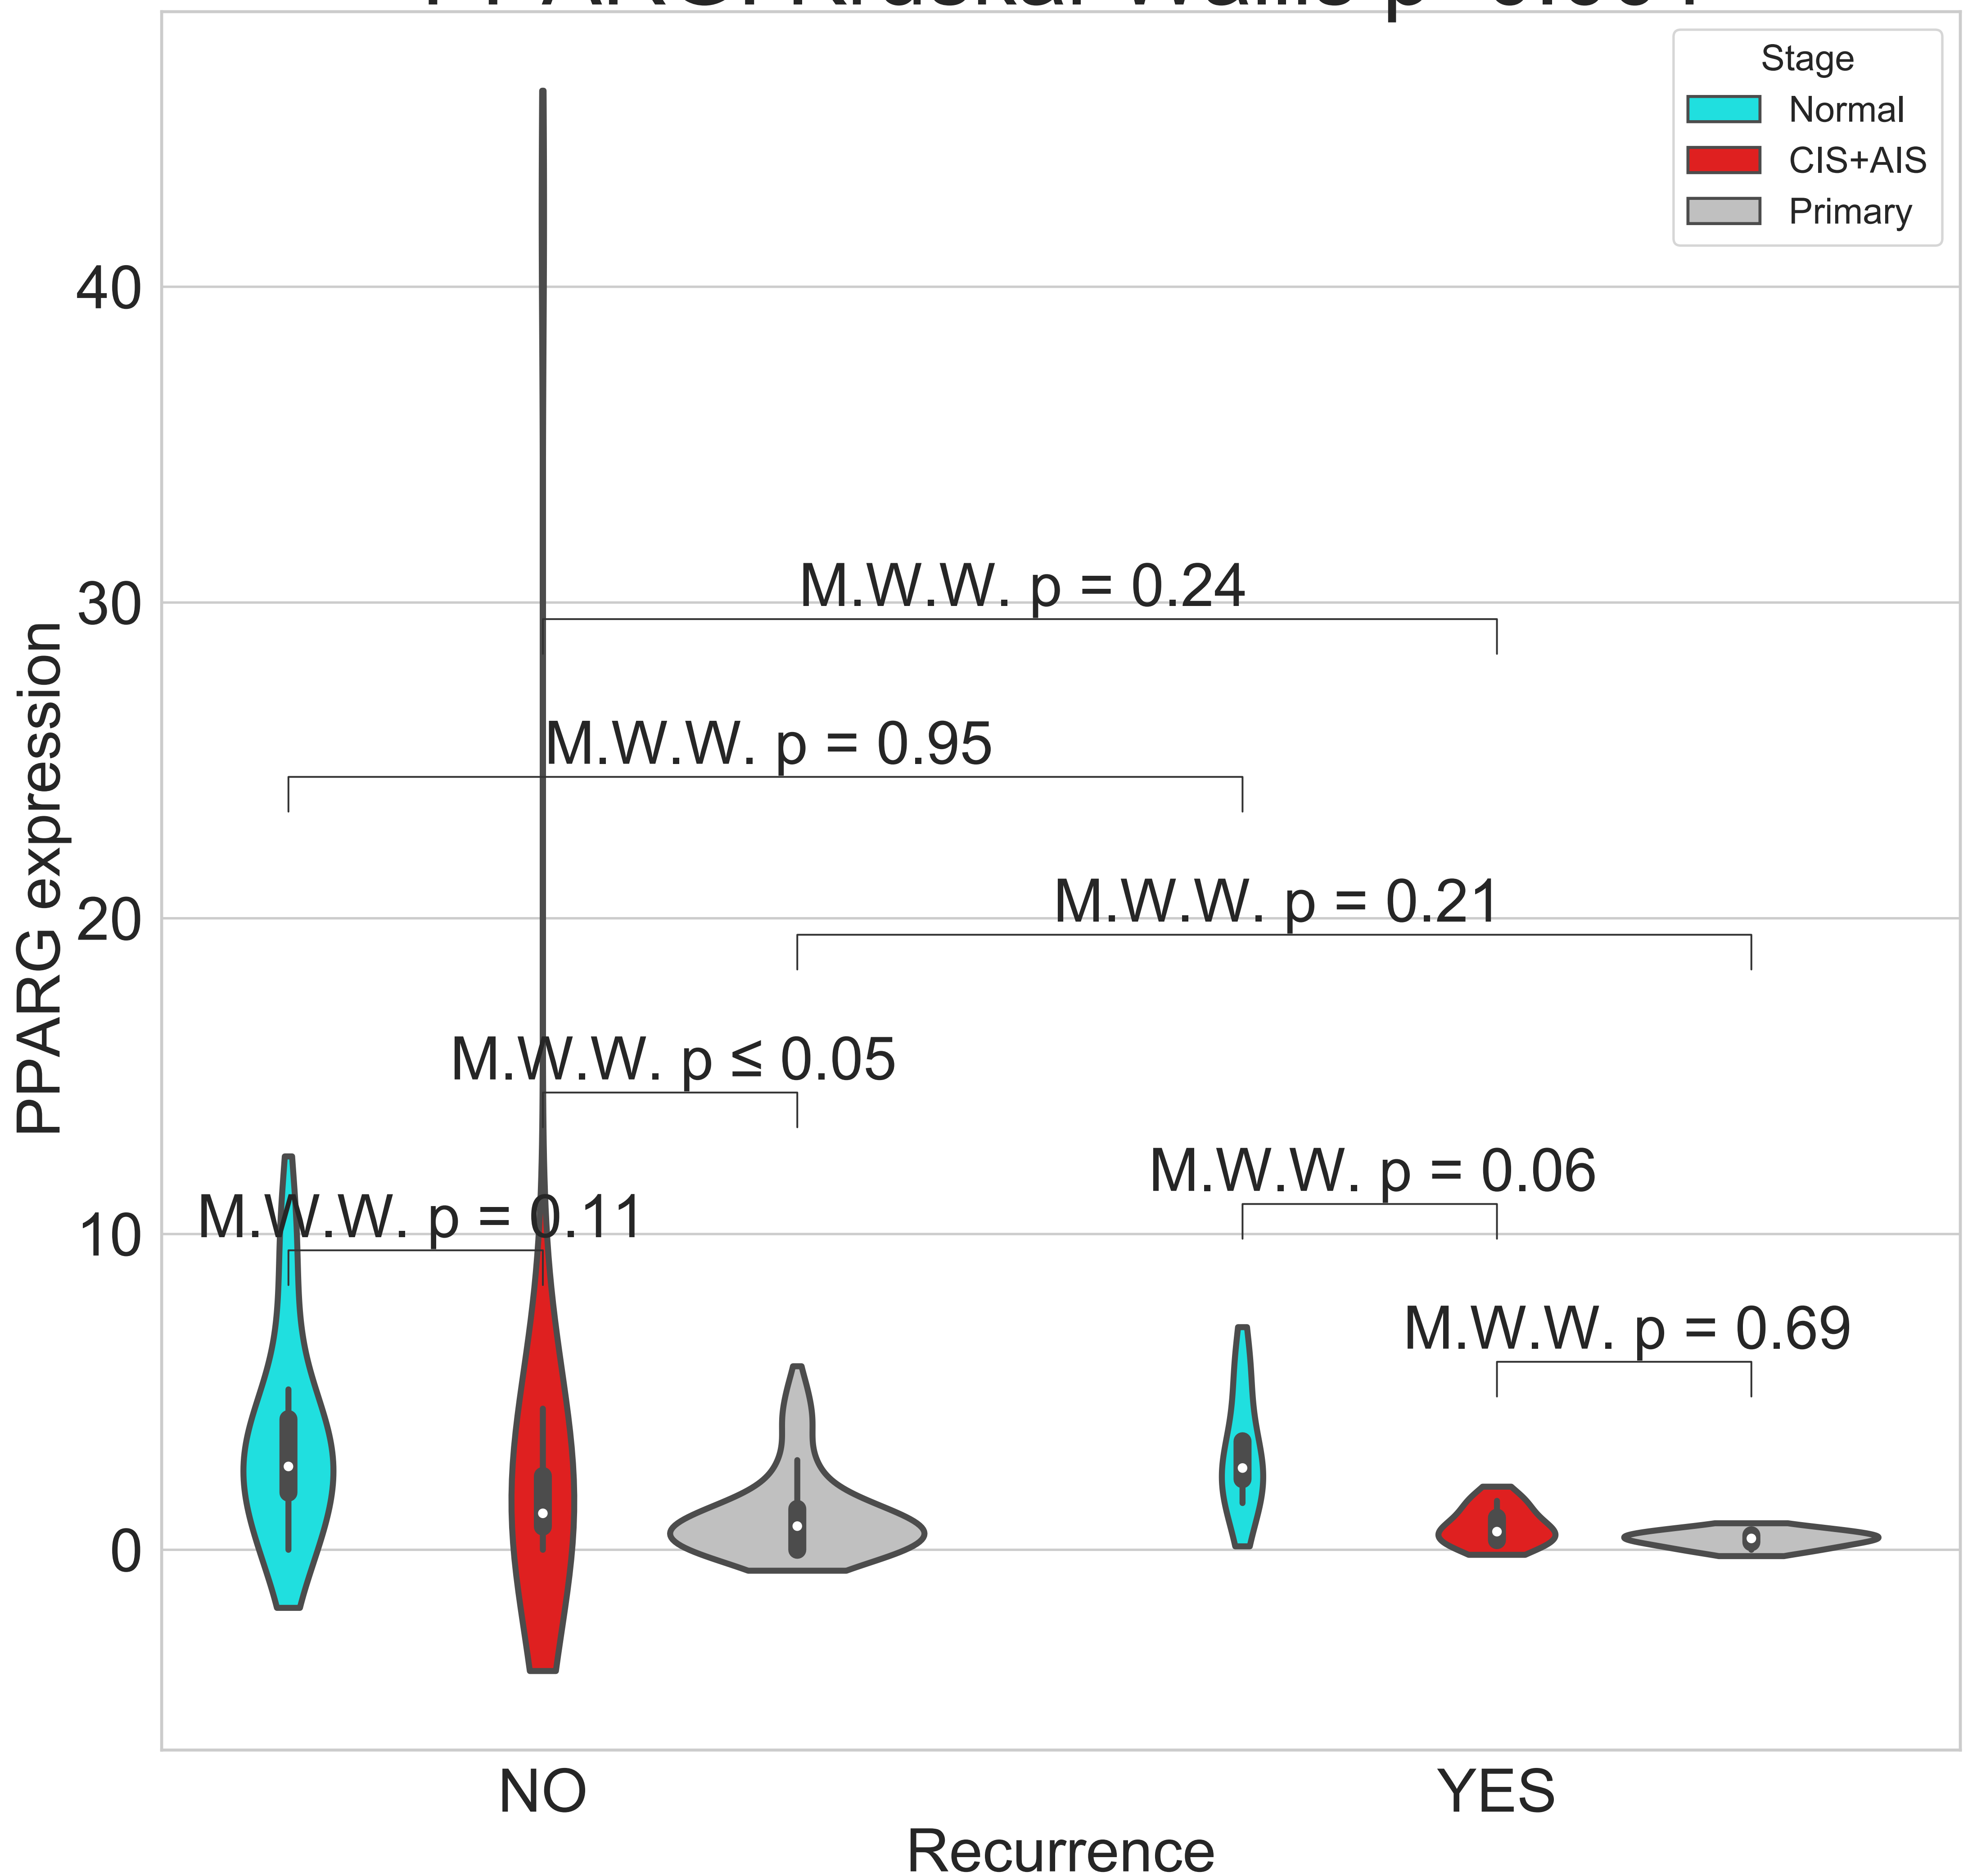 Stage
Normal
CIS+AIS
Primary
40
30
20
10
0
PPARG expression
M.W.W. p = 0.24
M.W.W. p = 0.95
M.W.W. p = 0.21
M.W.W. p ≤ 0.05
M.W.W. p = 0.06
M.W.W. p = 0.11
M.W.W. p = 0.69
NO
YES
Recurrence